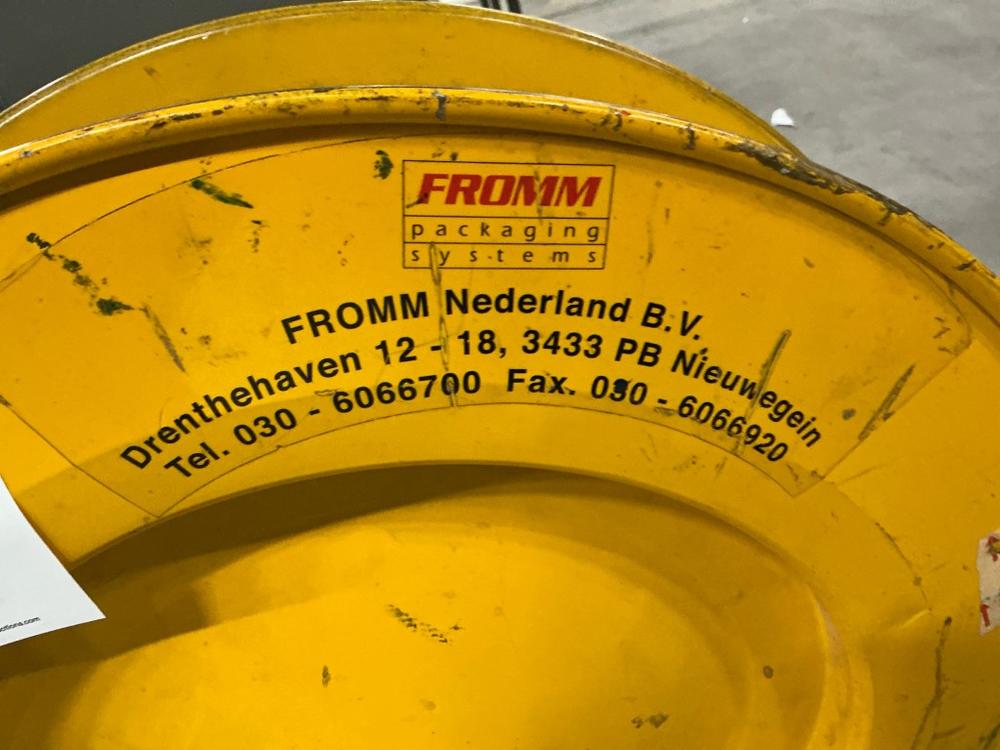 FROMM
packaging
systems
FROMM Nederland B.V.
Drenthehaven 12 - 18, 3433 PB Nieuwegein
Tel. 030 - 6066700 Fax. 030 - 6066920